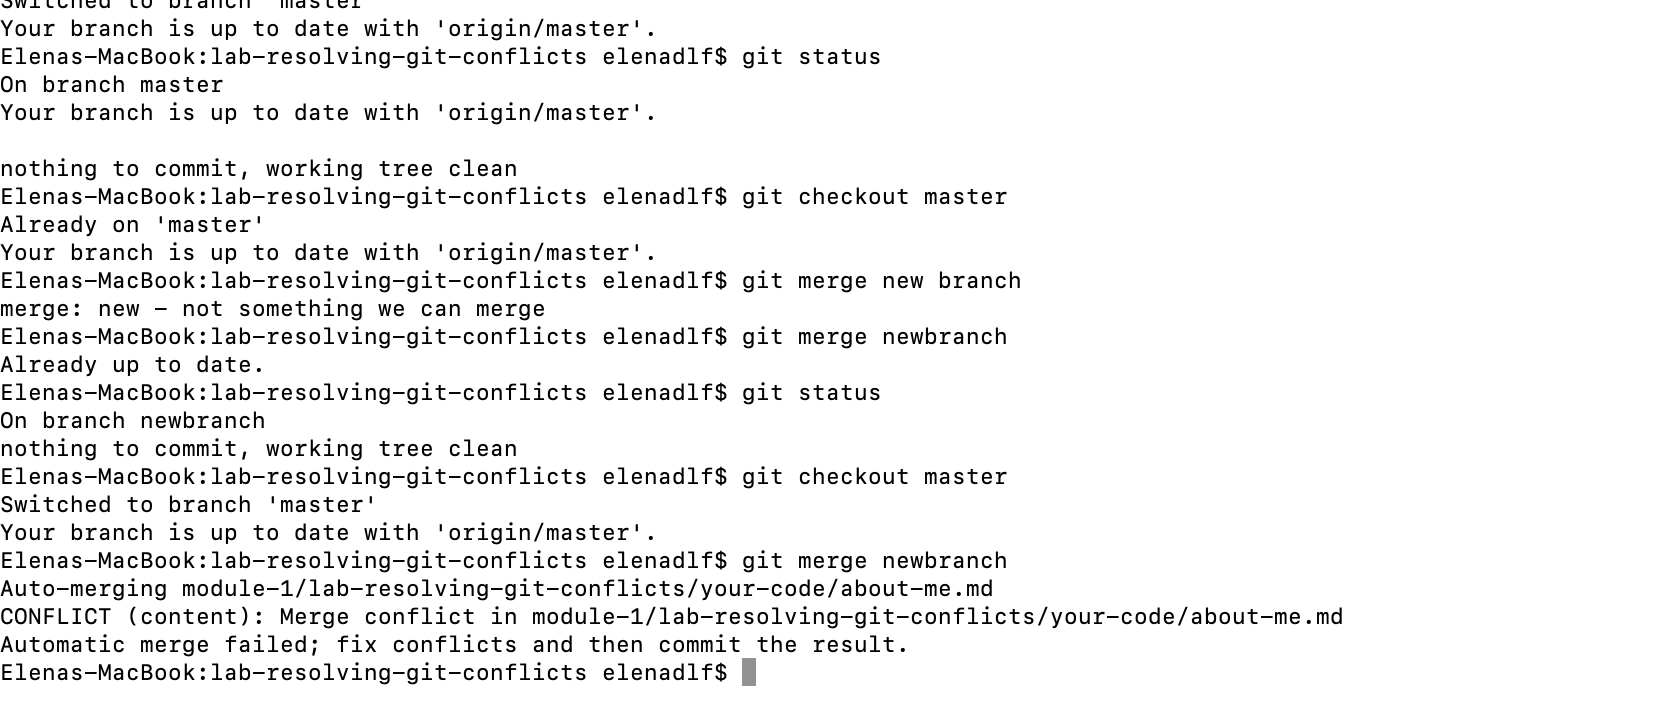 Switched to branch 'master'
Your branch is up to date with 'origin/master'.
Elenas-MacBook:lab-resolving-git-conflicts elenadlf$ git status
On branch master
Your branch is up to date with 'origin/master'.
nothing to commit, working tree clean
Elenas-MacBook:lab-resolving-git-conflicts elenadlf$ git checkout master
Already on 'master'
Your branch is up to date with 'origin/master'.
Elenas-MacBook:lab-resolving-git-conflicts elenadlf$ git merge new branch
merge: new - not something we can merge
Elenas-MacBook:lab-resolving-git-conflicts elenadlf$ git merge newbranch
Already up to date.
Elenas-MacBook:lab-resolving-git-conflicts elenadlf$ git status
On branch newbranch
nothing to commit, working tree clean
Elenas-MacBook:lab-resolving-git-conflicts elenadlf$ git checkout master
Switched to branch 'master'
Your branch is up to date with 'origin/master'.
Elenas-MacBook:lab-resolving-git-conflicts elenadlf$ git merge newbranch
Auto-merging module-1/lab-resolving-git-conflicts/your-code/about-me.md
CONFLICT (content): Merge conflict in module-1/lab-resolving-git-conflicts/your-code/about-me.md
Automatic merge failed; fix conflicts and then commit the result.
Elenas-MacBook:lab-resolving-git-conflicts elenadlf$